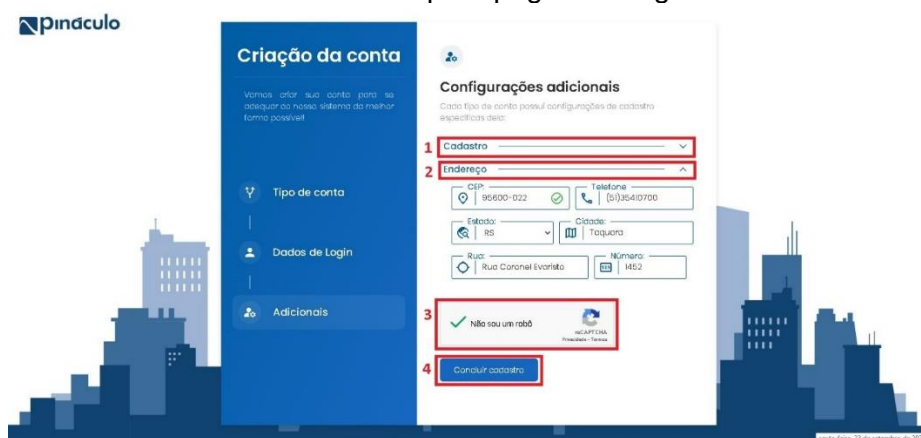 pináculo
Criação da conta
Vamos criar sua conta para se
adequar ao nosso sistema da melhor
forma possível!
Tipo de conta
Dados de Login
Adicionais
Configurações adicionais
Cada tipo de conta possui configurações de cadastro
específicas dela:
1 Cadastro
2 Endereço
CEP: Telefone
95600-022 (51)35410700
Estado: Cidade:
RS Taquara
Rua: Número:
Rua Coronel Evaristo 1452
3 Não sou um robô
reCAPTCHA
Privacidade - Termos
4 Concluir cadastro